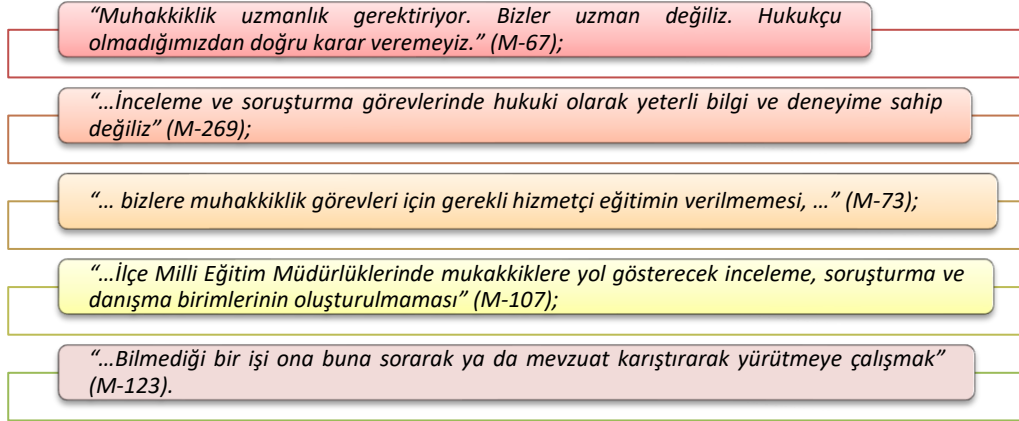 “Muhakkiklik uzmanlık gerektiriyor. Bizler uzman değiliz. Hukukçu
olmadığımızdan doğru karar veremeyiz.” (M-67);
“…İnceleme ve soruşturma görevlerinde hukuki olarak yeterli bilgi ve deneyime sahip
değiliz” (M-269);
“… bizlere muhakkiklik görevleri için gerekli hizmetçi eğitimin verilmemesi, …” (M-73);
“…İlçe Milli Eğitim Müdürlüklerinde mukakkiklere yol gösterecek inceleme, soruşturma ve
danışma birimlerinin oluşturulmaması” (M-107);
“…Bilmediği bir işi ona buna sorarak ya da mevzuat karıştırarak yürütmeye çalışmak”
(M-123).